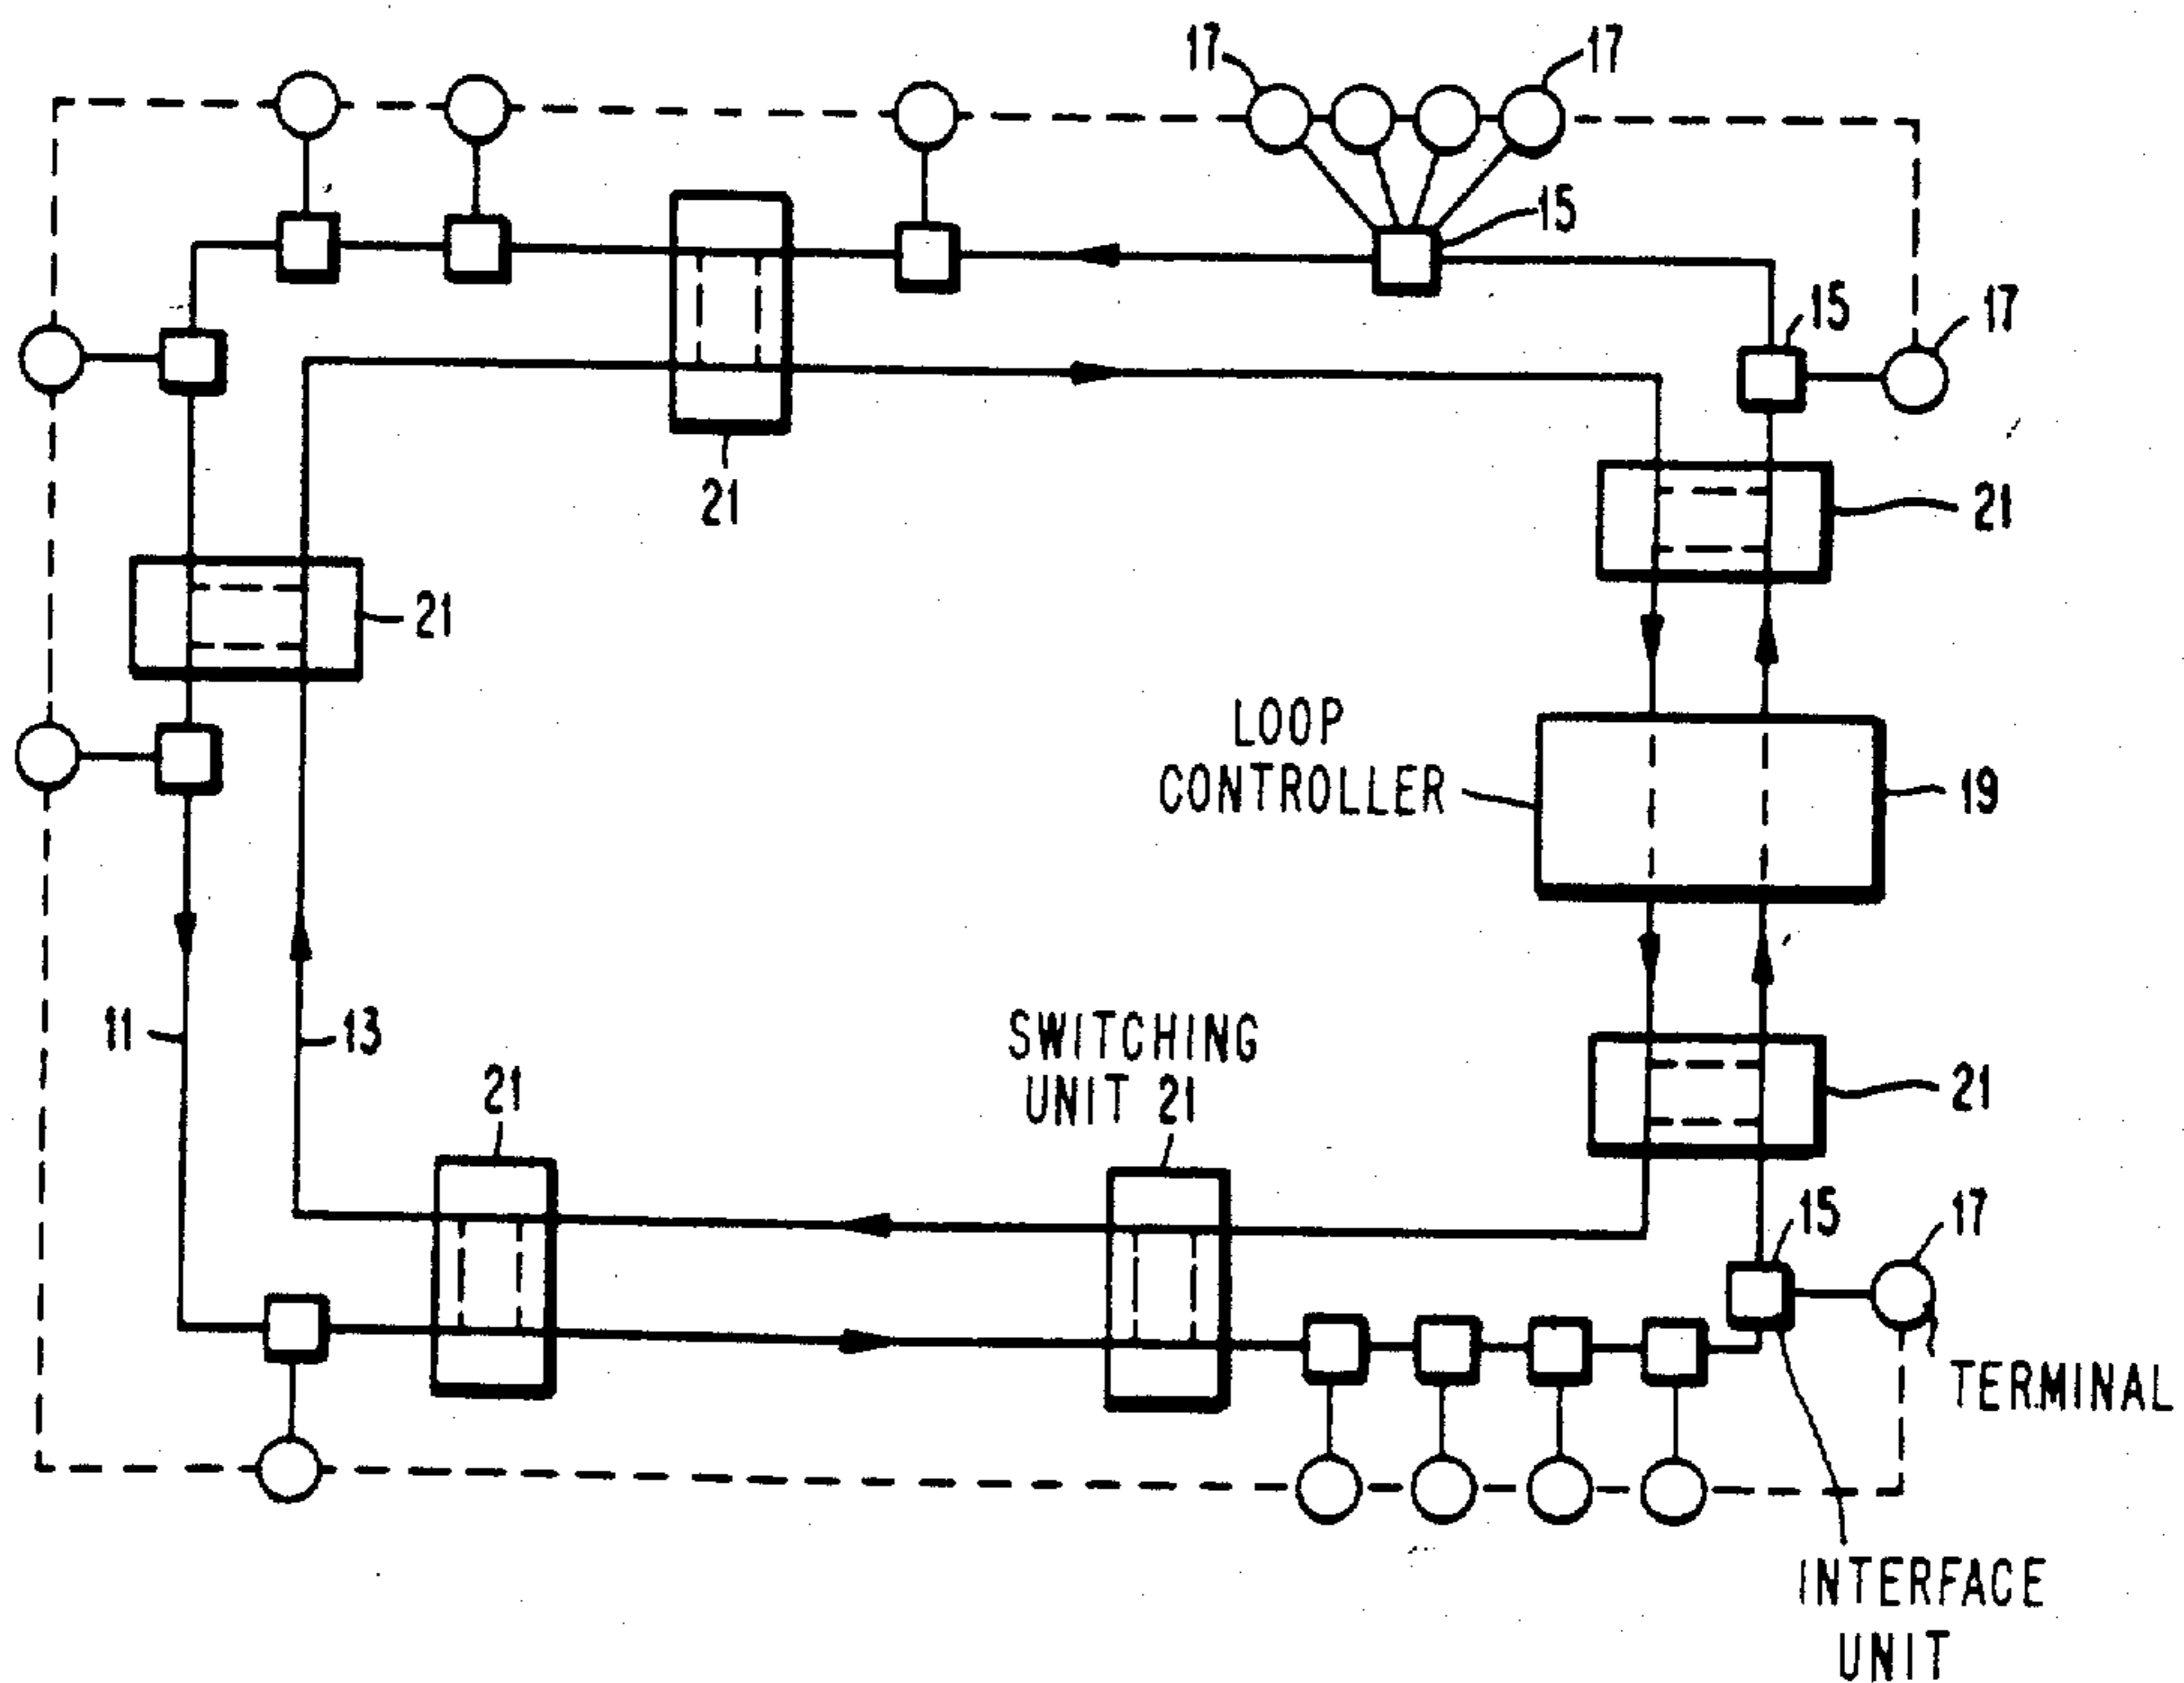 17
17
15
15
17
21
21
21
LOOP
CONTROLLER
19
11
13
SWITCHING
UNIT 21
21
21
15
17
TERMINAL
INTERFACE
UNIT